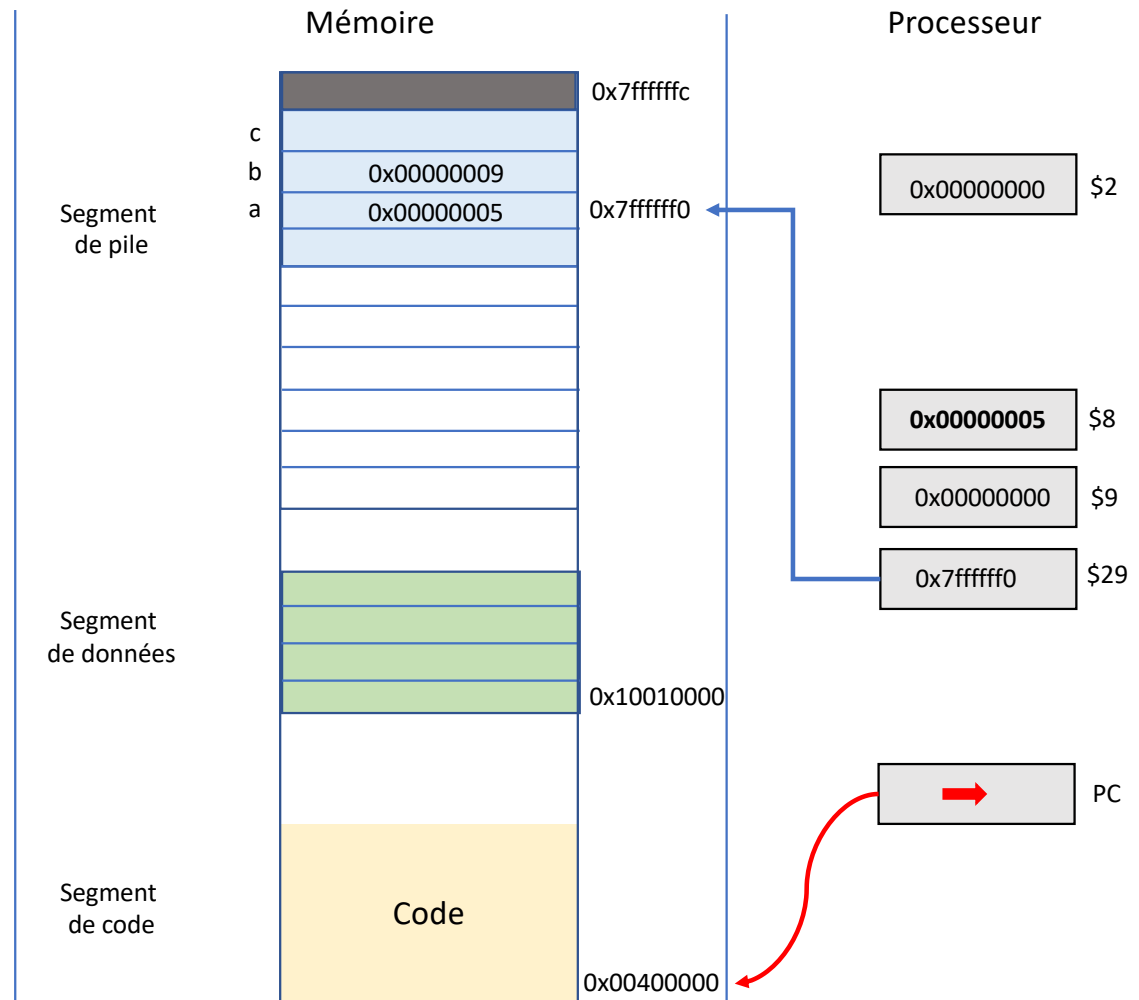 Mémoire
Processeur
0x7ffffffc
c
b 0x00000009
a 0x00000005 0x7ffffff0
Segment
de pile
0x00000000 $2
0x00000005 $8
0x00000000 $9
0x7ffffff0 $29
Segment
de données
0x10010000
PC
Segment
de code
Code
0x00400000